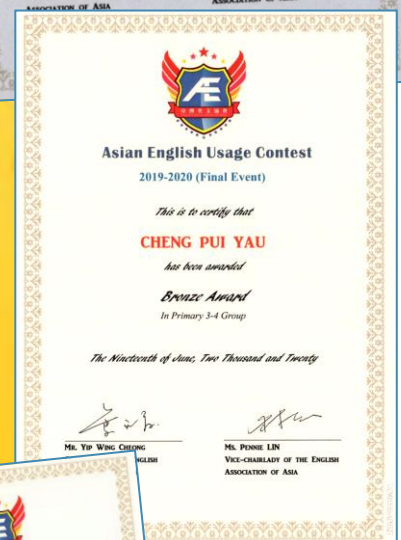 ASSOCIATION OF ASIA
Asian English Usage Contest
2019-2020 (Final Event)
This is to certify that
CHENG PUI YAU
has been awarded
Bronze Award
In Primary 3-4 Group
The Nineteenth of June, Two Thousand and Twenty
MR. YIP WING CHEONG
MS. PENNIE LIN
NGLISH
VICE-CHAIRLADY OF THE ENGLISH
ASSOCIATION OF ASIA